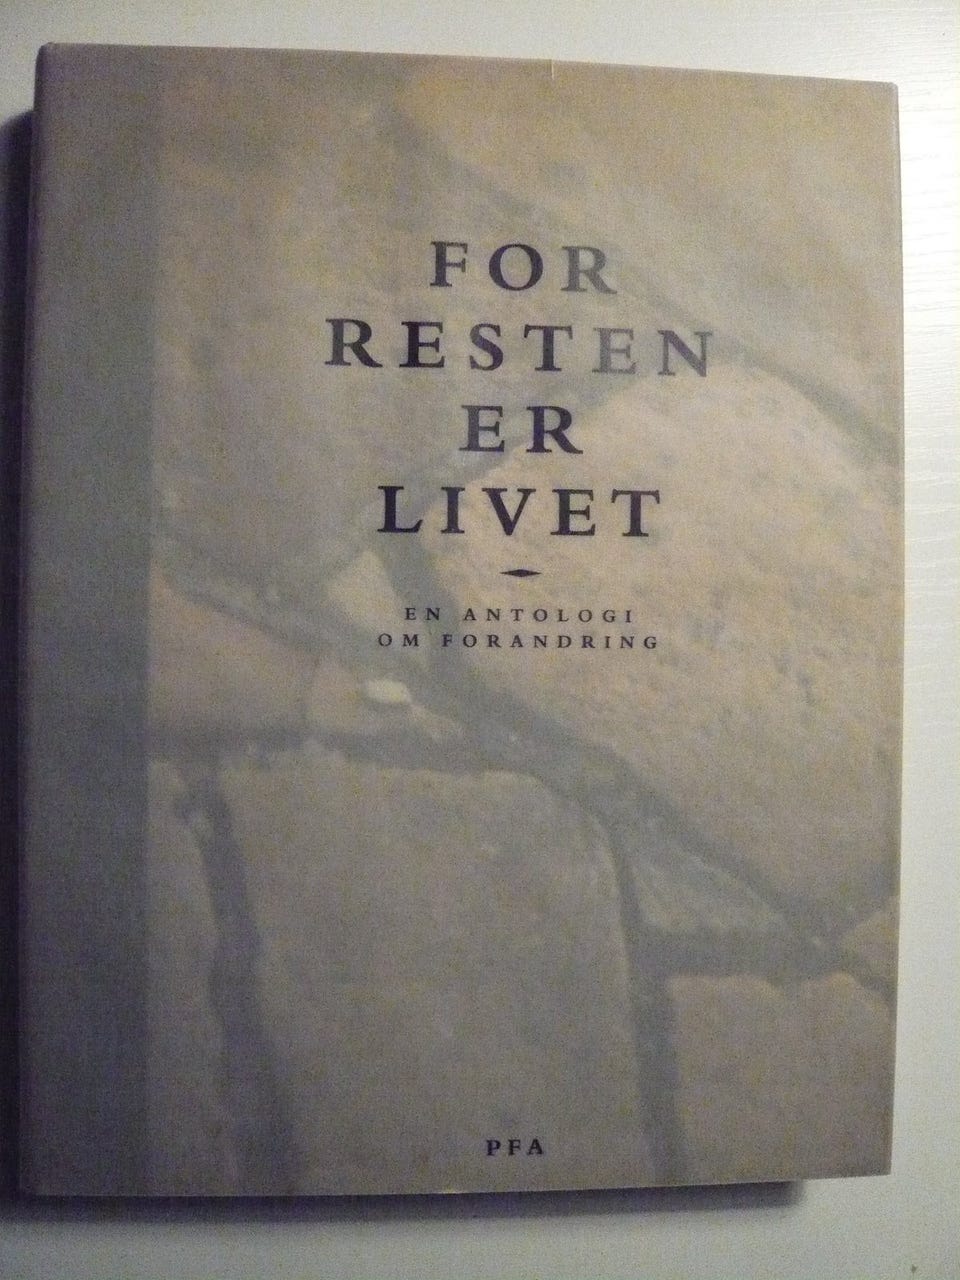 FOR
RESTEN
ER
LIVET
EN ANTOLOGI
OM FORANDRING
PFA